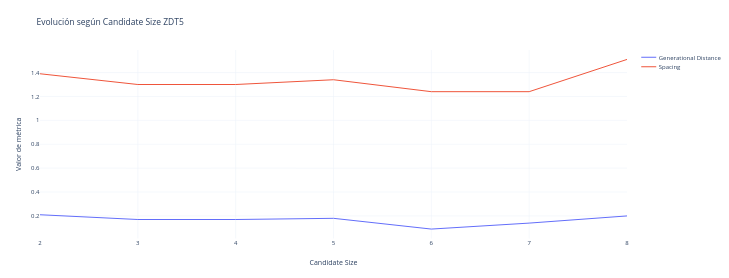 Evolución según Candidate Size ZDT5
Generational Distance
Spacing
Valor de métrica
1.4
1.2
1
0.8
0.6
0.4
0.2
2 3 4 5 6 7 8
Candidate Size